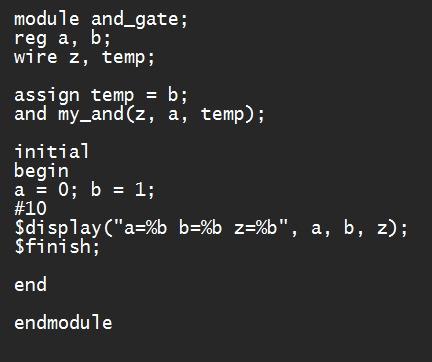 module and_gate;
reg a, b;
wire z, temp;
assign temp = b;
and my_and(z, a, temp);
initial
begin
a = 0; b = 1;
#10
$display("a=%b b=%b z=%b", a, b, z);
$finish;
end
endmodule